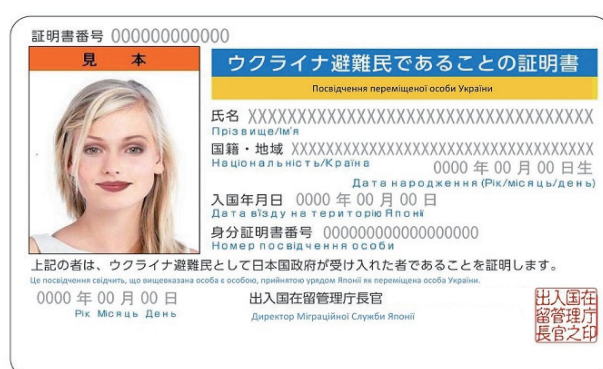 証明書番号 000000000000
見 本
ウクライナ避難民であることの証明書
Посвідчення переміщеної особи України
氏名 XXXXXXXXXXXXXXXXXXXXXXXXXXXXXXXXXX
Прізвище/Ім'я
国籍・地域 XXXXXXXXXXXXXXXXXXXXXXXXXXXXXX
Національність/Країна
0000 年 00 月 00 日生
Дата народження (Рік/місяць/день)
入国年月日 0000 年 00 月 00 日
Дата в'їзду на територію Японії
身分証明書番号 0000000000000000
Номер посвідчення особи
上記の者は、ウクライナ避難民として日本国政府が受け入れた者であることを証明します。
Це посвідчення свідчить, що вищевказана особа є особою, прийнятою урядом Японії як переміщена особа України.
0000 年 00 月 00 日
Рік Місяць День
出入国在留管理庁長官
Директор Міграційної Служби Японії
出入国在
留管理庁
長官之印